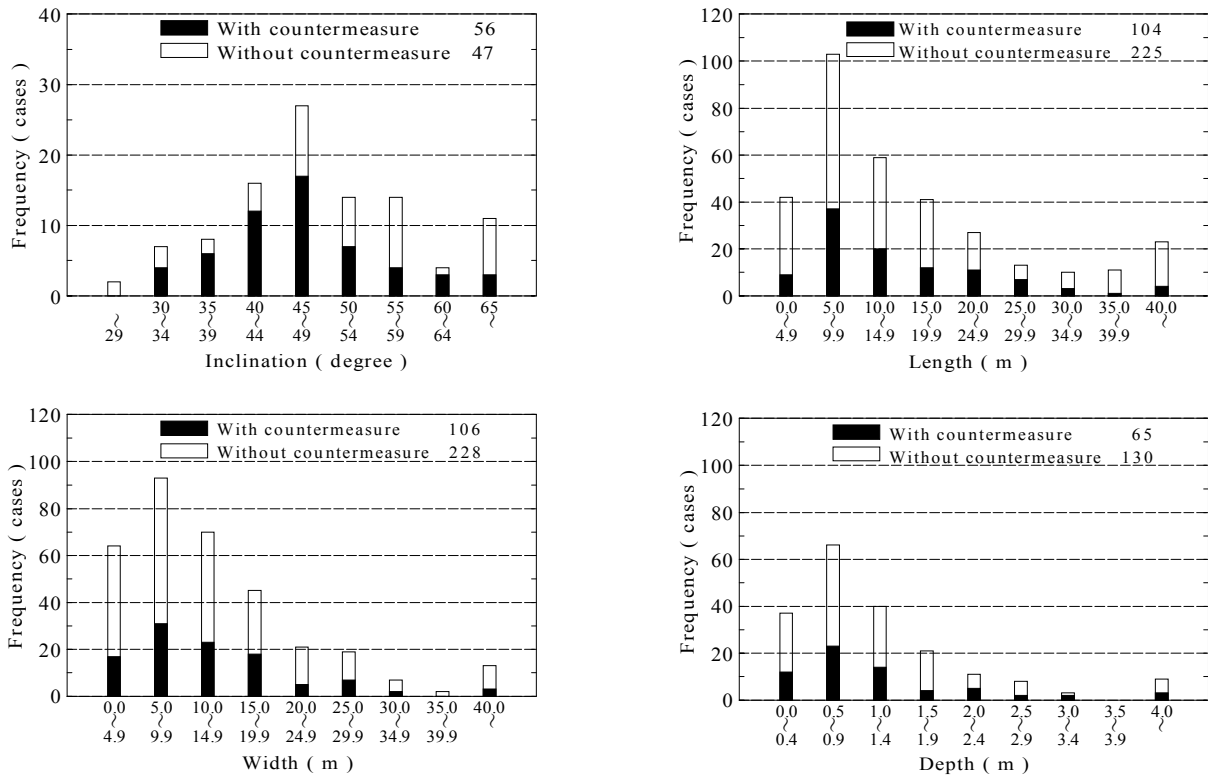 40
30
20
10
0
Frequency ( cases )
With countermeasure 56
Without countermeasure 47
30 35 40 45 50 55 60 65
~ ~ ~ ~ ~ ~ ~ ~ ~
29 34 39 44 49 54 59 64
Inclination ( degree )
120
100
80
60
40
20
0
Frequency ( cases )
With countermeasure 104
Without countermeasure 225
0.0 5.0 10.0 15.0 20.0 25.0 30.0 35.0 40.0
~ ~ ~ ~ ~ ~ ~ ~ ~
4.9 9.9 14.9 19.9 24.9 29.9 34.9 39.9
Length ( m )
120
100
80
60
40
20
0
Frequency ( cases )
With countermeasure 106
Without countermeasure 228
0.0 5.0 10.0 15.0 20.0 25.0 30.0 35.0 40.0
~ ~ ~ ~ ~ ~ ~ ~ ~
4.9 9.9 14.9 19.9 24.9 29.9 34.9 39.9
Width ( m )
120
100
80
60
40
20
0
Frequency ( cases )
With countermeasure 65
Without countermeasure 130
0.0 0.5 1.0 1.5 2.0 2.5 3.0 3.5 4.0
~ ~ ~ ~ ~ ~ ~ ~ ~
0.4 0.9 1.4 1.9 2.4 2.9 3.4 3.9
Depth ( m )